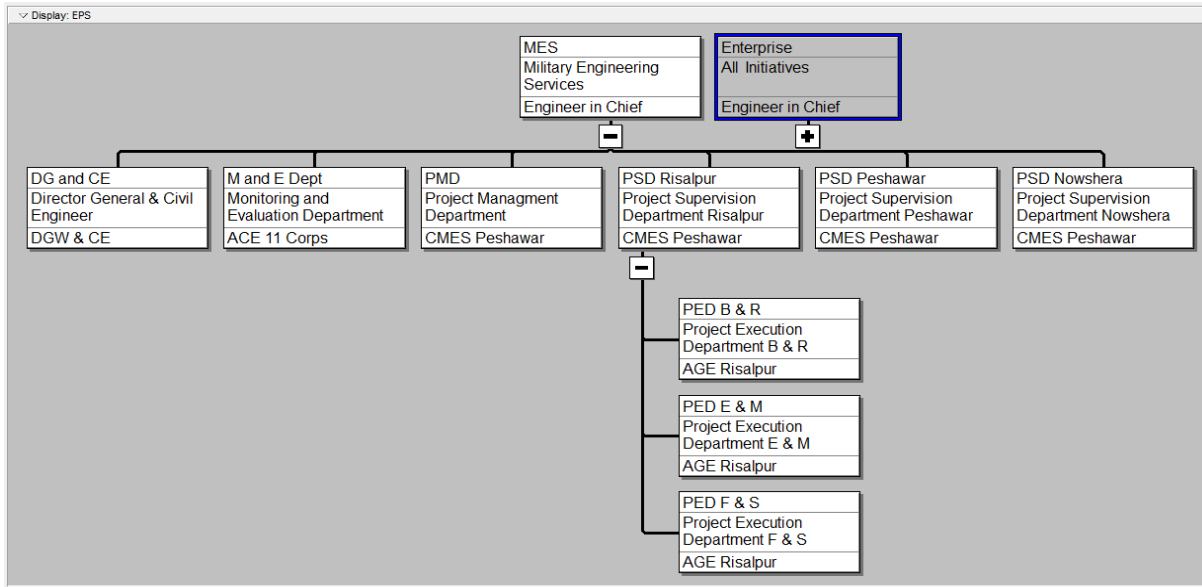 Display: EPS
MES
Military Engineering
Services
Engineer in Chief
Enterprise
All Initiatives
Engineer in Chief
DG and CE
Director General & Civil
Engineer
DGW & CE
M and E Dept
Monitoring and
Evaluation Department
ACE 11 Corps
PMD
Project Managment
Department
CMES Peshawar
PSD Risalpur
Project Supervision
Department Risalpur
CMES Peshawar
PSD Peshawar
Project Supervision
Department Peshawar
CMES Peshawar
PSD Nowshera
Project Supervision
Department Nowshera
CMES Peshawar
PED B & R
Project Execution
Department B & R
AGE Risalpur
PED E & M
Project Execution
Department E & M
AGE Risalpur
PED F & S
Project Execution
Department F & S
AGE Risalpur